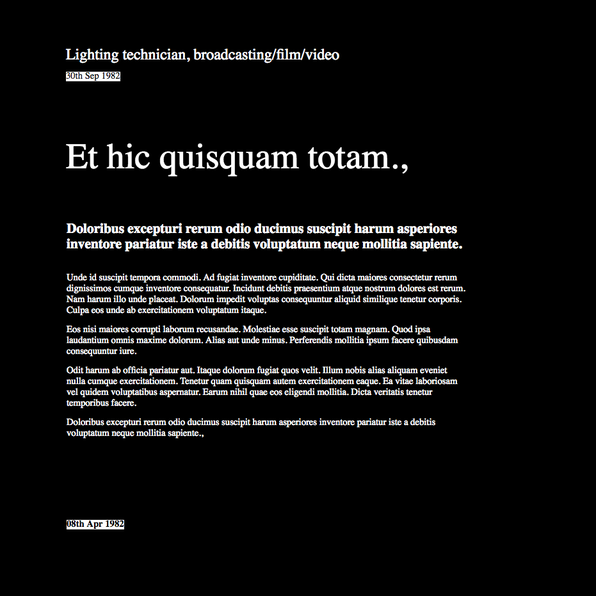 Lighting technician, broadcasting/film/video
30th Sep 1982
Et hic quisquam totam.,
Doloribus excepturi rerum odio ducimus suscipit harum asperiores
inventore pariatur iste a debitis voluptatum neque mollitia sapiente.
Unde id suscipit tempora commodi. Ad fugiat inventore cupiditate. Qui dicta maiores consectetur rerum
dignissimos cumque inventore consequatur. Incidunt debitis praesentium atque nostrum dolores est rerum.
Nam harum illo unde placeat. Dolorum impedit voluptas consequuntur aliquid similique tenetur corporis.
Culpa eos unde ab exercitationem voluptatum itaque.
Eos nisi maiores corrupti laborum recusandae. Molestiae esse suscipit totam magnam. Quod ipsa
laudantium omnis maxime dolorum. Alias aut unde minus. Perferendis mollitia ipsum facere quibusdam
consequuntur iure.
Odit harum ab officia pariatur aut. Itaque dolorum fugiat quos velit. Illum nobis alias aliquam eveniet
nulla cumque exercitationem. Tenetur quam quisquam autem exercitationem eaque. Ea vitae laboriosam
vel quidem voluptatibus aspernatur. Earum nihil quae eos eligendi mollitia. Dicta veritatis tenetur
temporibus facere.
Doloribus excepturi rerum odio ducimus suscipit harum asperiores inventore pariatur iste a debitis
voluptatum neque mollitia sapiente.,
08th Apr 1982